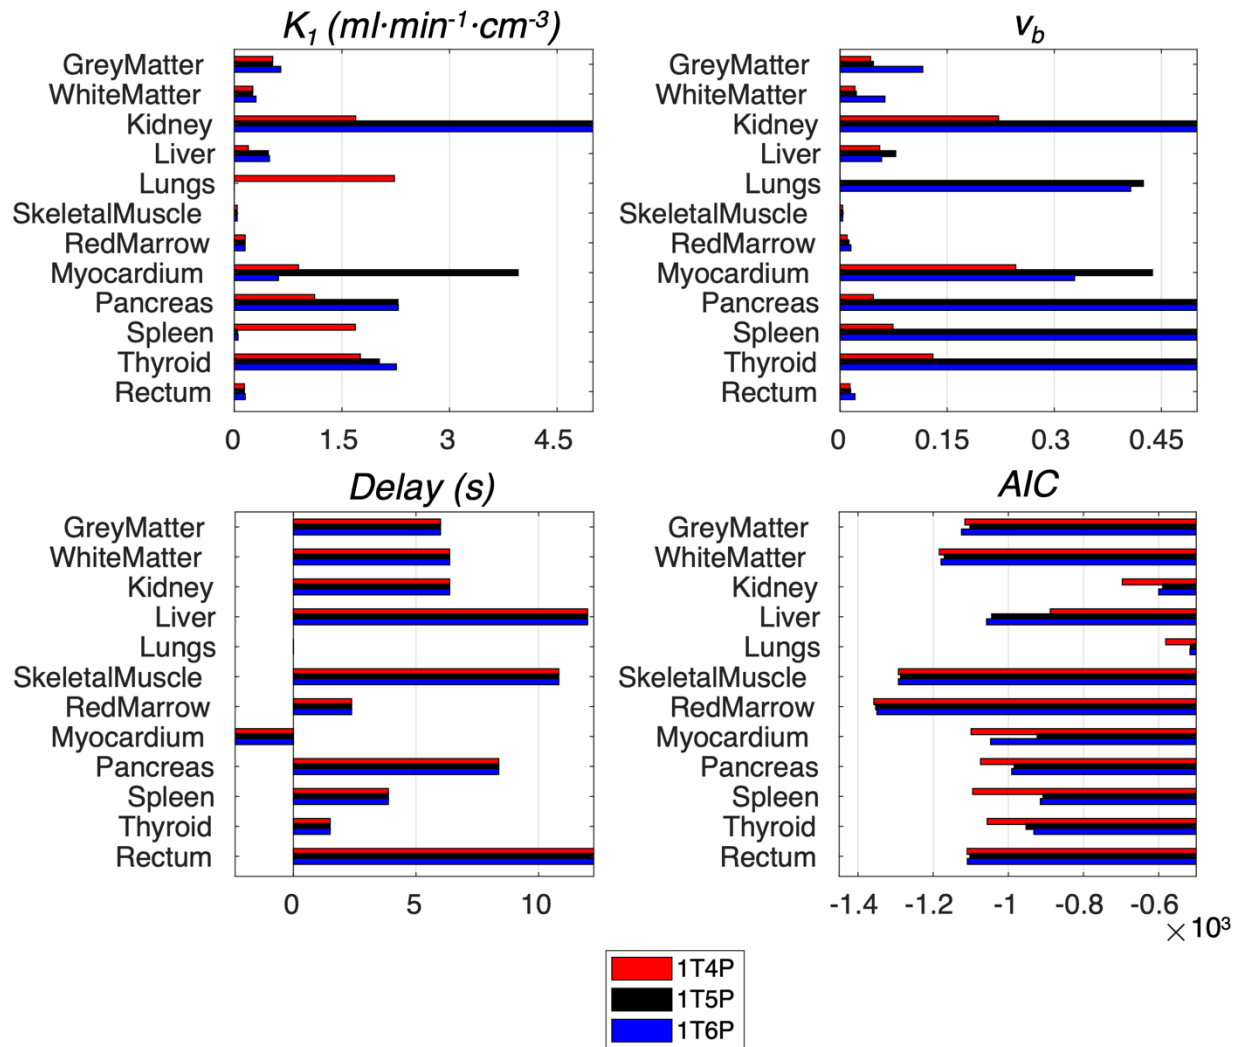 K₁ (ml·min⁻¹·cm⁻³)
GreyMatter
WhiteMatter
Kidney
Liver
Lungs
SkeletalMuscle
RedMarrow
Myocardium
Pancreas
Spleen
Thyroid
Rectum
0 1.5 3 4.5
v_b
GreyMatter
WhiteMatter
Kidney
Liver
Lungs
SkeletalMuscle
RedMarrow
Myocardium
Pancreas
Spleen
Thyroid
Rectum
0 0.15 0.3 0.45
Delay (s)
GreyMatter
WhiteMatter
Kidney
Liver
Lungs
SkeletalMuscle
RedMarrow
Myocardium
Pancreas
Spleen
Thyroid
Rectum
0 5 10
AIC
GreyMatter
WhiteMatter
Kidney
Liver
Lungs
SkeletalMuscle
RedMarrow
Myocardium
Pancreas
Spleen
Thyroid
Rectum
-1.4 -1.2 -1 -0.8 -0.6
×10³
1T4P
1T5P
1T6P